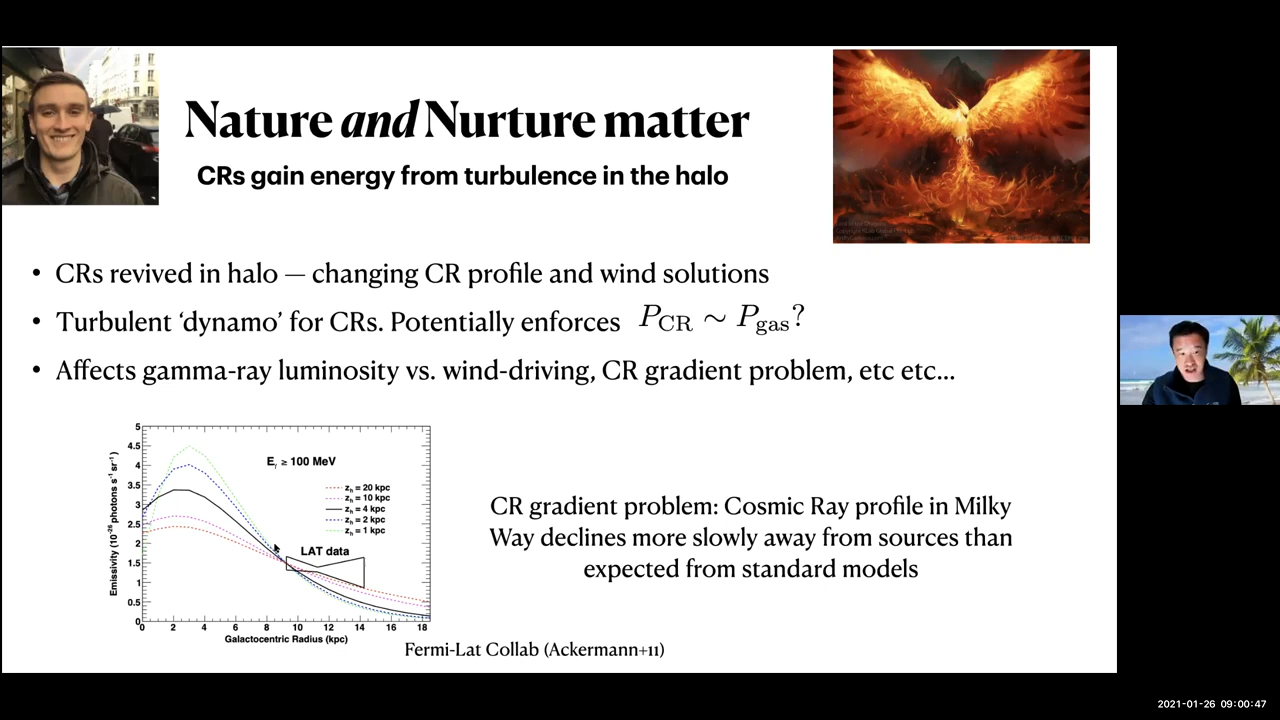 Nature and Nurture matter
CRs gain energy from turbulence in the halo
• CRs revived in halo — changing CR profile and wind solutions
• Turbulent ‘dynamo’ for CRs. Potentially enforces P_CR ∼ P_gas?
• Affects gamma-ray luminosity vs. wind-driving, CR gradient problem, etc etc...
Emissivity (10⁻²⁶ photons s⁻¹ sr⁻¹)
5
4.5
4
3.5
3
2.5
2
1.5
1
0.5
0
E_γ ≥ 100 MeV
z_h = 20 kpc
z_h = 10 kpc
z_h = 4 kpc
z_h = 2 kpc
z_h = 1 kpc
LAT data
0 2 4 6 8 10 12 14 16 18
Galactocentric Radius (kpc)
CR gradient problem: Cosmic Ray profile in Milky
Way declines more slowly away from sources than
expected from standard models
Fermi-Lat Collab (Ackermann+11)
2021-01-26 09:00:47